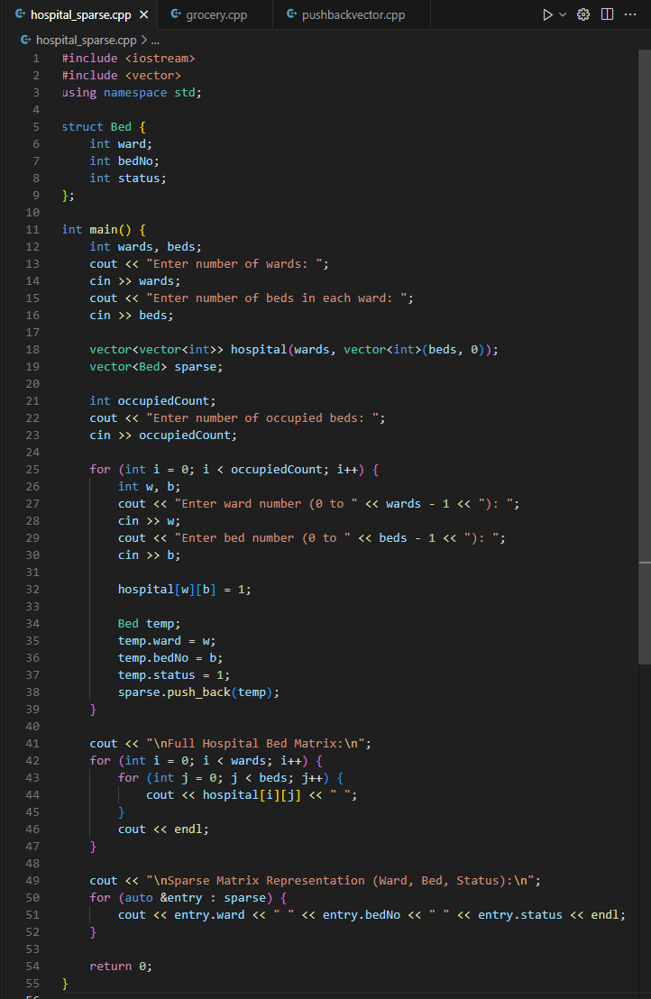 hospital_sparse.cpp
grocery.cpp
pushbackvector.cpp
hospital_sparse.cpp > ...
1 #include <iostream>
2 #include <vector>
3 using namespace std;
4
5 struct Bed {
6     int ward;
7     int bedNo;
8     int status;
9 };
10
11 int main() {
12     int wards, beds;
13     cout << "Enter number of wards: ";
14     cin >> wards;
15     cout << "Enter number of beds in each ward: ";
16     cin >> beds;
17
18     vector<vector<int>> hospital(wards, vector<int>(beds, 0));
19     vector<Bed> sparse;
20
21     int occupiedCount;
22     cout << "Enter number of occupied beds: ";
23     cin >> occupiedCount;
24
25     for (int i = 0; i < occupiedCount; i++) {
26         int w, b;
27         cout << "Enter ward number (0 to " << wards - 1 << "): ";
28         cin >> w;
29         cout << "Enter bed number (0 to " << beds - 1 << "): ";
30         cin >> b;
31
32         hospital[w][b] = 1;
33
34         Bed temp;
35         temp.ward = w;
36         temp.bedNo = b;
37         temp.status = 1;
38         sparse.push_back(temp);
39     }
40
41     cout << "\nFull Hospital Bed Matrix:\n";
42     for (int i = 0; i < wards; i++) {
43         for (int j = 0; j < beds; j++) {
44             cout << hospital[i][j] << " ";
45         }
46         cout << endl;
47     }
48
49     cout << "\nSparse Matrix Representation (Ward, Bed, Status):\n";
50     for (auto &entry : sparse) {
51         cout << entry.ward << " " << entry.bedNo << " " << entry.status << endl;
52     }
53
54     return 0;
55 }
56